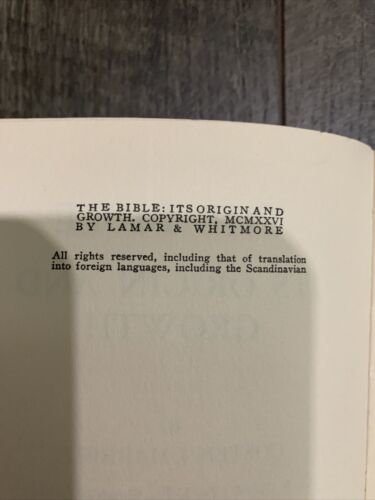 THE BIBLE: ITS ORIGIN AND
GROWTH. COPYRIGHT, MCMXXVI
BY LAMAR & WHITMORE
All rights reserved, including that of translation
into foreign languages, including the Scandinavian